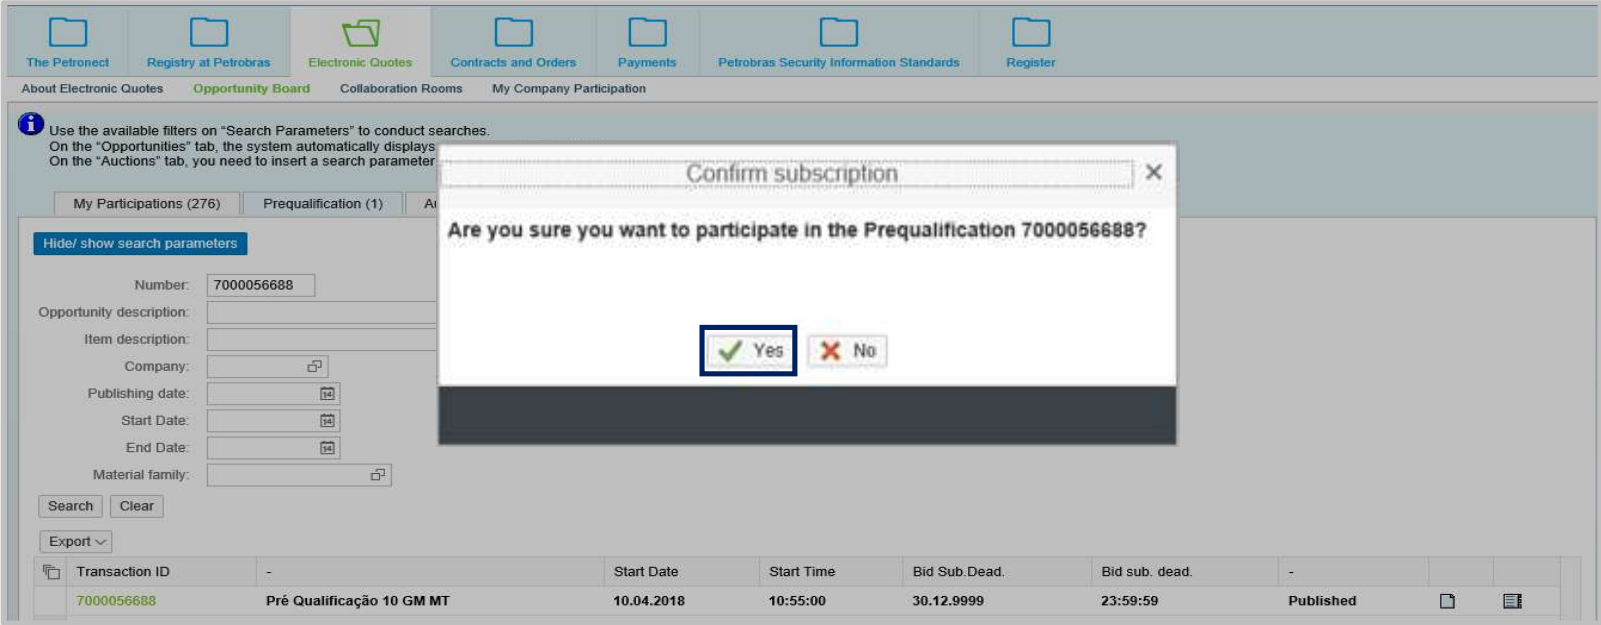 The Petronect Registry at Petrobras Electronic Quotes Contracts and Orders Payments Petrobras Security Information Standards Register
About Electronic Quotes Opportunity Board Collaboration Rooms My Company Participation
i
Use the available filters on "Search Parameters" to conduct searches.
On the "Opportunities" tab, the system automatically displays
On the "Auctions" tab, you need to insert a search parameter
Confirm subscription
My Participations (276) Prequalification (1)
Are you sure you want to participate in the Prequalification 7000056688?
Hide/ show search parameters
Number: 7000056688
Opportunity description:
Item description:
Yes No
Company:
Publishing date: 14
Start Date: 14
End Date: 14
Material family:
Search Clear
Export
Transaction ID - Start Date Start Time Bid Sub.Dead. Bid sub. dead. -
7000056688 Pré Qualificação 10 GM MT 10.04.2018 10:55:00 30.12.9999 23:59:59 Published